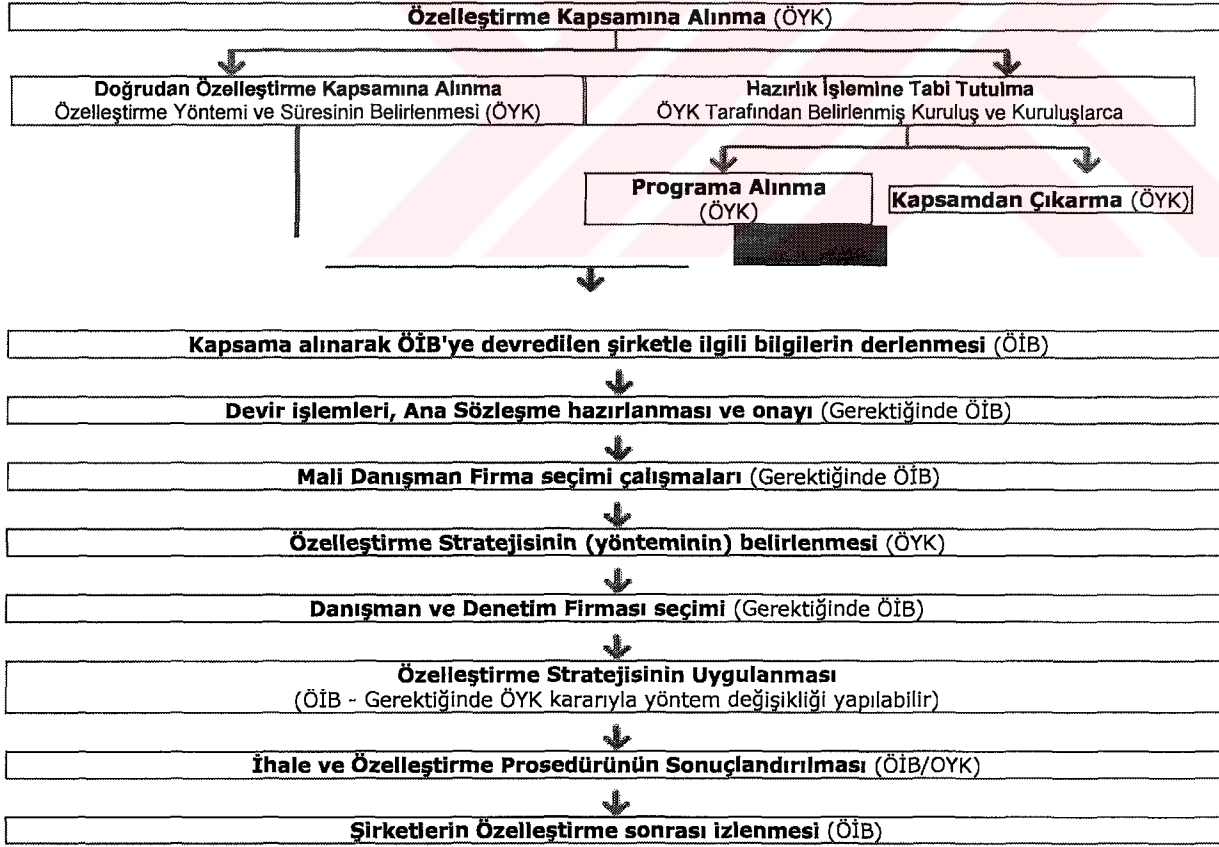 Özelleştirme Kapsamına Alınma (ÖYK)
Doğrudan Özelleştirme Kapsamına Alınma
Özelleştirme Yöntemi ve Süresinin Belirlenmesi (ÖYK)
Hazırlık İşlemine Tabi Tutulma
ÖYK Tarafından Belirlenmiş Kuruluş ve Kuruluşlarca
Programa Alınma
(ÖYK)
Kapsamdan Çıkarma (ÖYK)
Kapsama alınarak ÖİB'ye devredilen şirketle ilgili bilgilerin derlenmesi (ÖİB)
Devir işlemleri, Ana Sözleşme hazırlanması ve onayı (Gerektiğinde ÖİB)
Mali Danışman Firma seçimi çalışmaları (Gerektiğinde ÖİB)
Özelleştirme Stratejisinin (yönteminin) belirlenmesi (ÖYK)
Danışman ve Denetim Firması seçimi (Gerektiğinde ÖİB)
Özelleştirme Stratejisinin Uygulanması
(ÖİB - Gerektiğinde ÖYK kararıyla yöntem değişikliği yapılabilir)
İhale ve Özelleştirme Prosedürünün Sonuçlandırılması (ÖİB/OYK)
Şirketlerin Özelleştirme sonrası izlenmesi (ÖİB)